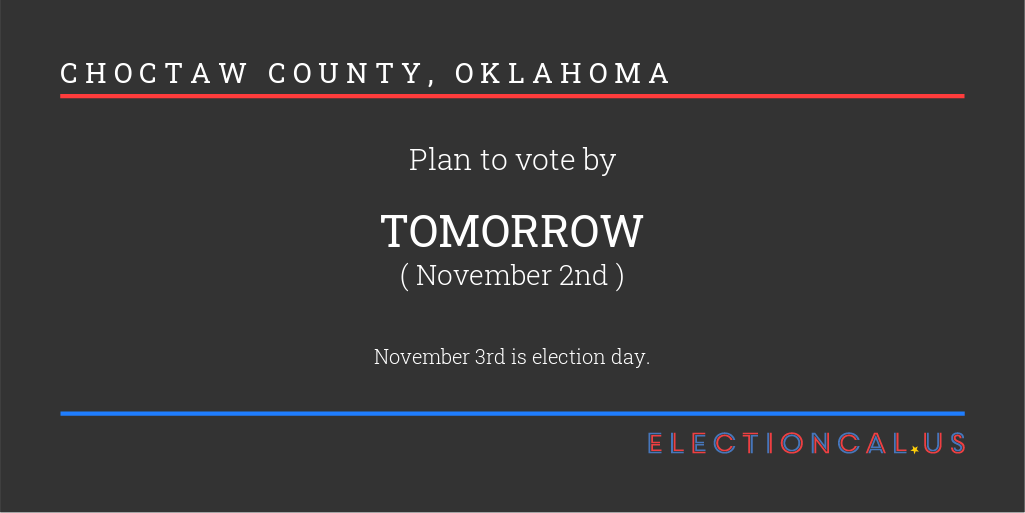 CHOCTAW COUNTY, OKLAHOMA
Plan to vote by
TOMORROW
( November 2nd )
November 3rd is election day.
ELECTIONCAL.US